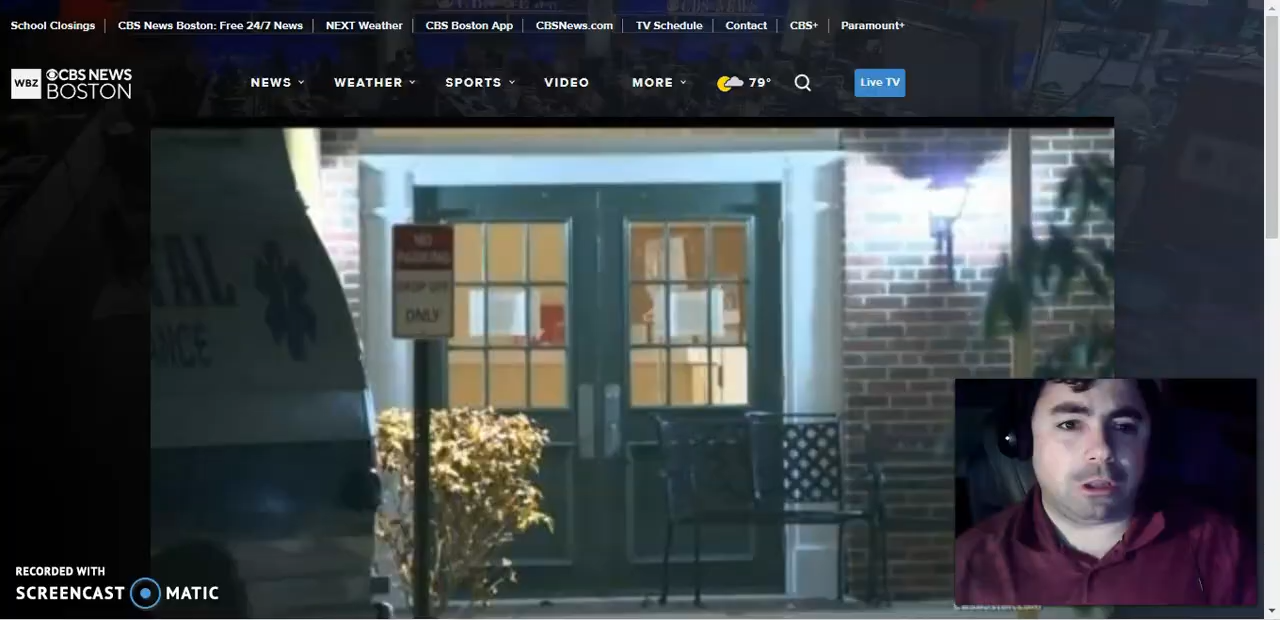 School Closings
CBS News Boston: Free 24/7 News
NEXT Weather
CBS Boston App
CBSNews.com
TV Schedule
Contact
CBS+
Paramount+
WBZ
CBS NEWS
BOSTON
NEWS
WEATHER
SPORTS
VIDEO
MORE
79°
Live TV
NO
PARKING
DROP OFF
ONLY
RECORDED WITH
SCREENCAST MATIC